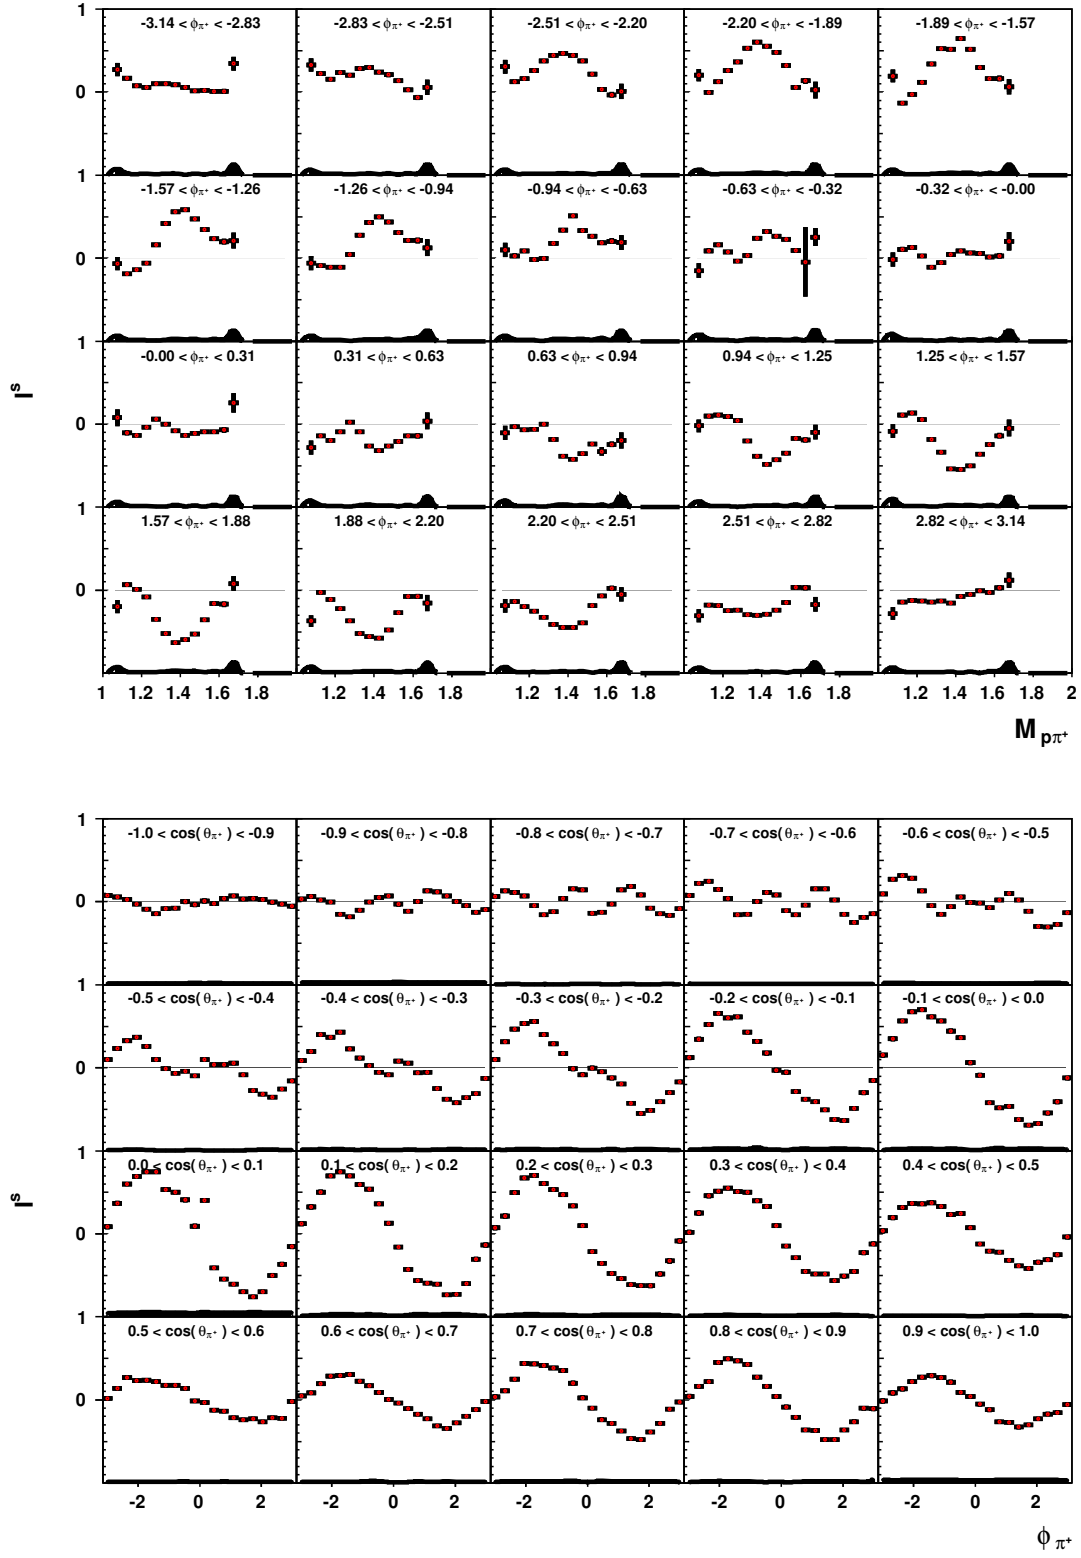 1
-3.14 < ϕπ+ < -2.83 -2.83 < ϕπ+ < -2.51 -2.51 < ϕπ+ < -2.20 -2.20 < ϕπ+ < -1.89 -1.89 < ϕπ+ < -1.57
0
1
-1.57 < ϕπ+ < -1.26 -1.26 < ϕπ+ < -0.94 -0.94 < ϕπ+ < -0.63 -0.63 < ϕπ+ < -0.32 -0.32 < ϕπ+ < -0.00
0
1
-0.00 < ϕπ+ < 0.31 0.31 < ϕπ+ < 0.63 0.63 < ϕπ+ < 0.94 0.94 < ϕπ+ < 1.25 1.25 < ϕπ+ < 1.57
I^s
0
1
1.57 < ϕπ+ < 1.88 1.88 < ϕπ+ < 2.20 2.20 < ϕπ+ < 2.51 2.51 < ϕπ+ < 2.82 2.82 < ϕπ+ < 3.14
0
1 1.2 1.4 1.6 1.8 1.2 1.4 1.6 1.8 1.2 1.4 1.6 1.8 1.2 1.4 1.6 1.8 1.2 1.4 1.6 1.8 2
M pπ+
1
-1.0 < cos( θπ+ ) < -0.9 -0.9 < cos( θπ+ ) < -0.8 -0.8 < cos( θπ+ ) < -0.7 -0.7 < cos( θπ+ ) < -0.6 -0.6 < cos( θπ+ ) < -0.5
0
1
-0.5 < cos( θπ+ ) < -0.4 -0.4 < cos( θπ+ ) < -0.3 -0.3 < cos( θπ+ ) < -0.2 -0.2 < cos( θπ+ ) < -0.1 -0.1 < cos( θπ+ ) < 0.0
0
1
0.0 < cos( θπ+ ) < 0.1 0.1 < cos( θπ+ ) < 0.2 0.2 < cos( θπ+ ) < 0.3 0.3 < cos( θπ+ ) < 0.4 0.4 < cos( θπ+ ) < 0.5
I^s
0
1
0.5 < cos( θπ+ ) < 0.6 0.6 < cos( θπ+ ) < 0.7 0.7 < cos( θπ+ ) < 0.8 0.8 < cos( θπ+ ) < 0.9 0.9 < cos( θπ+ ) < 1.0
0
-2 0 2 -2 0 2 -2 0 2 -2 0 2 -2 0 2
ϕ π+